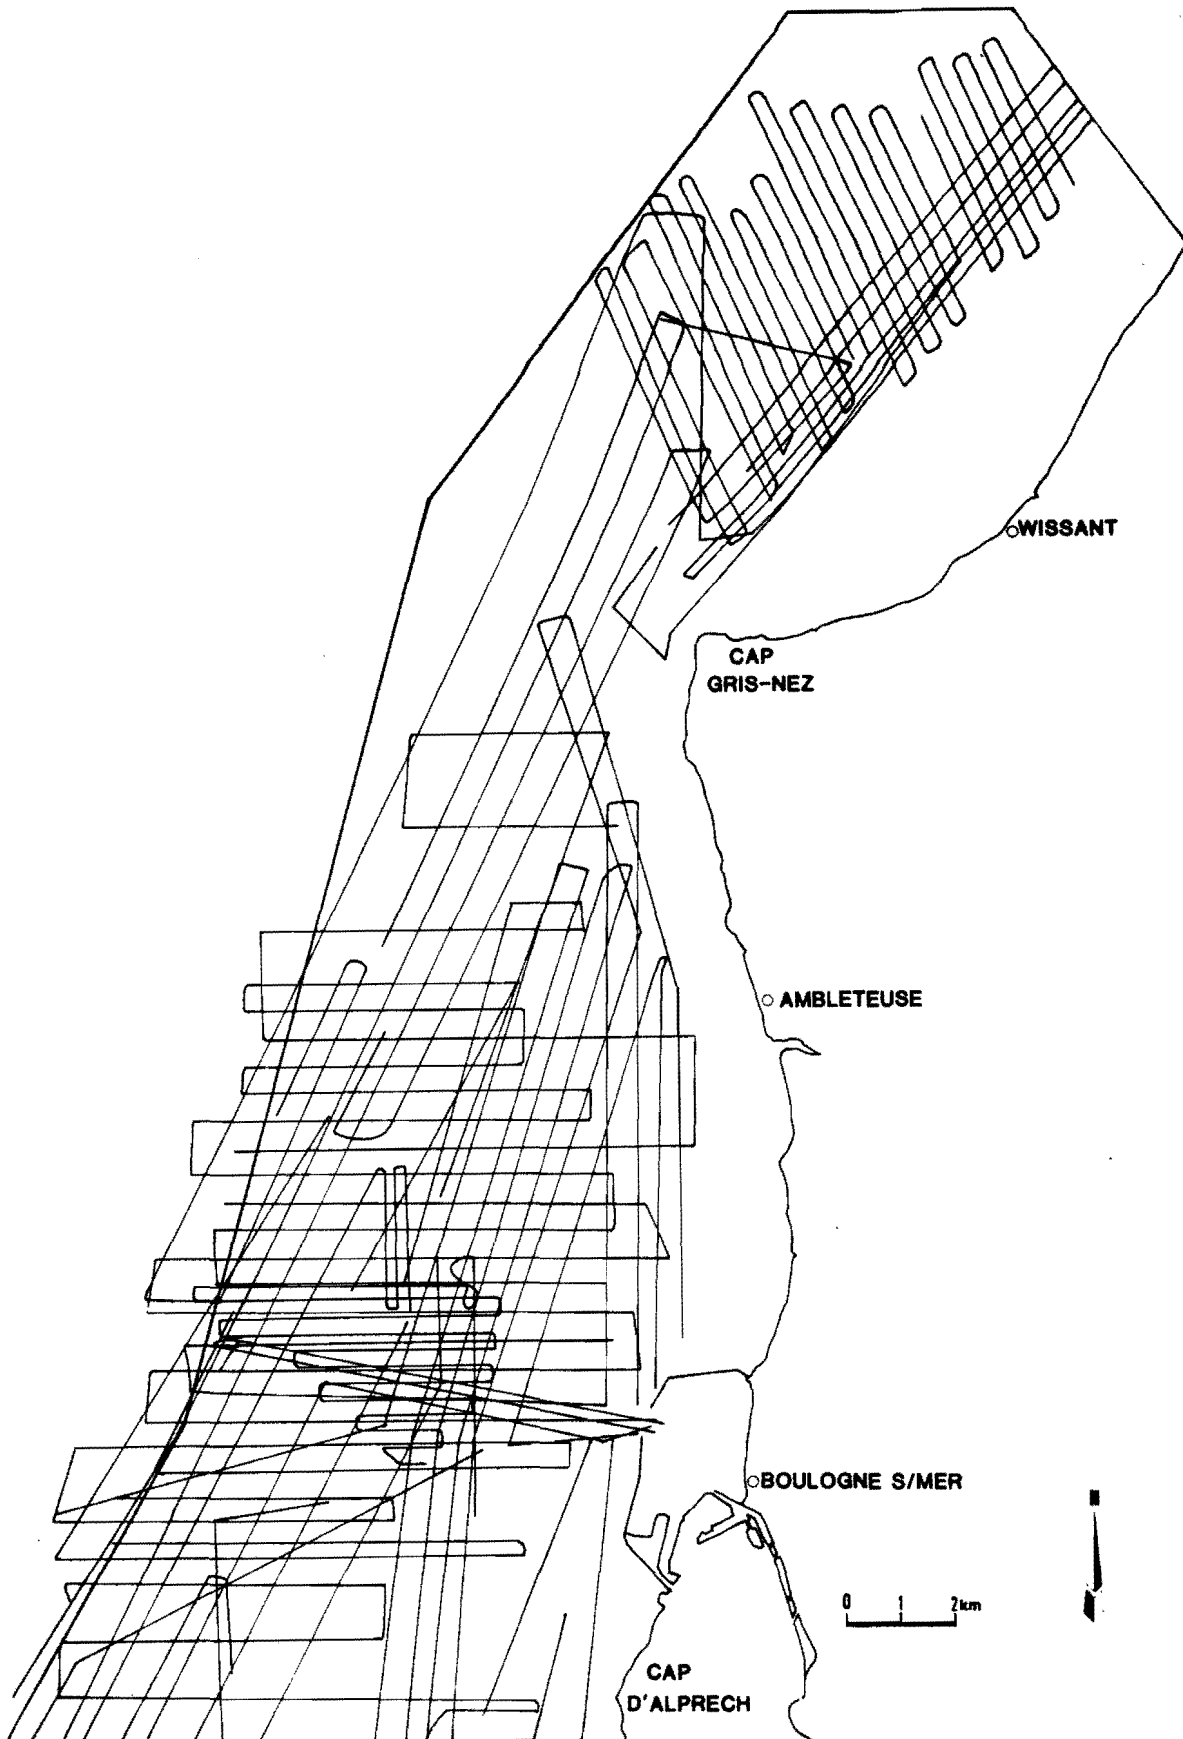 WISSANT
CAP
GRIS-NEZ
AMBLETEUSE
BOULOGNE S/MER
0 1 2km
CAP
D'ALPRECH